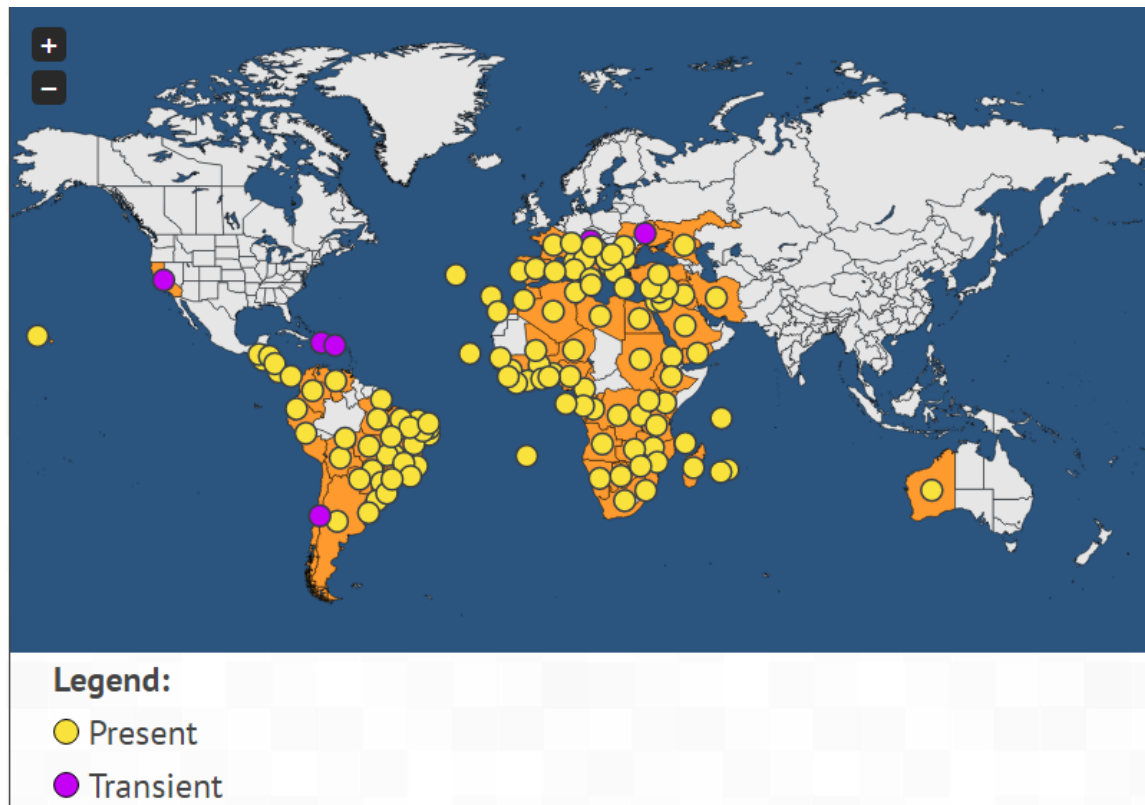 +
−
Legend:
Present
Transient